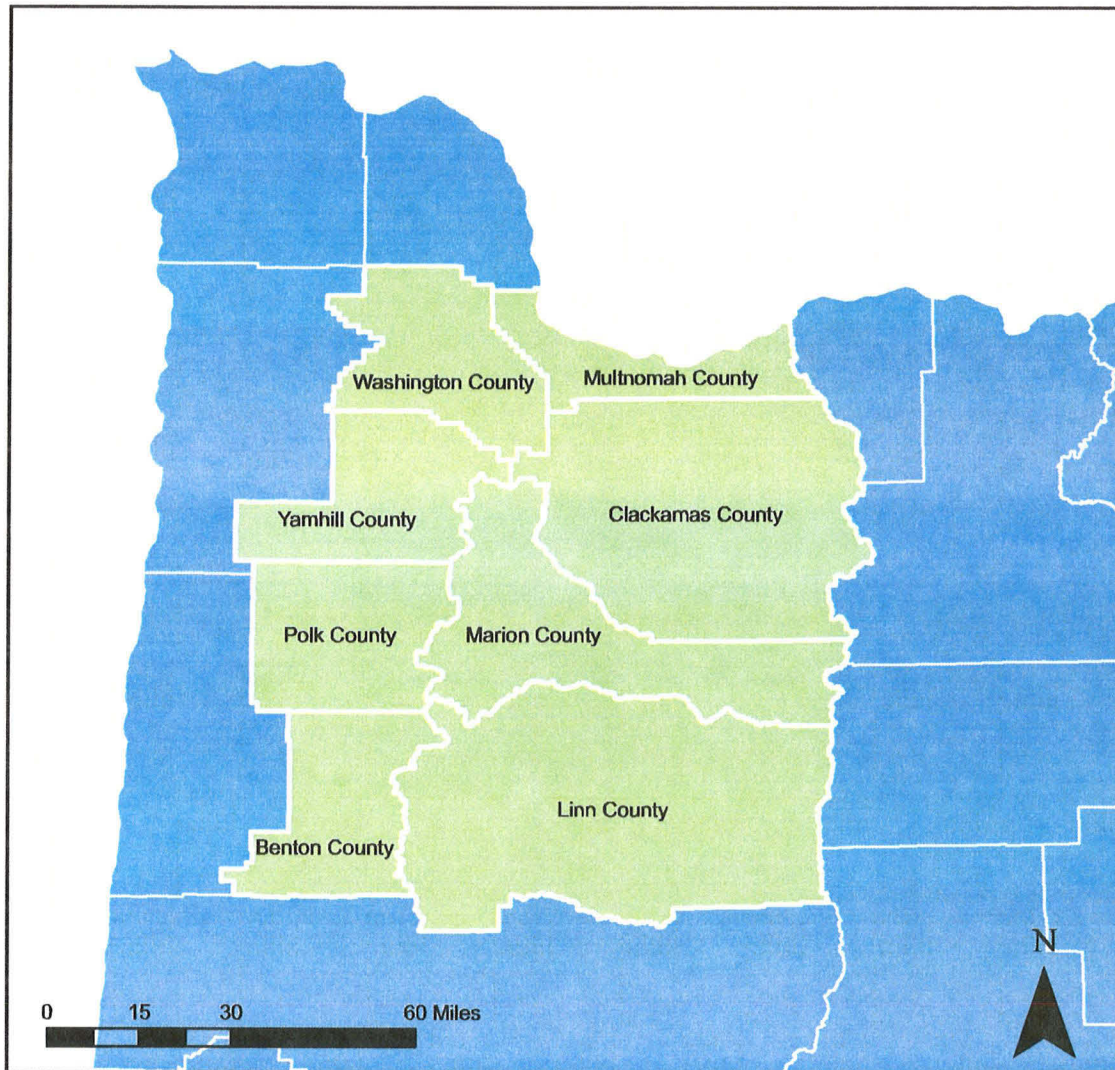 Washington County
Multnomah County
Yamhill County
Clackamas County
Polk County
Marion County
Linn County
Benton County
N
0 15 30 60 Miles